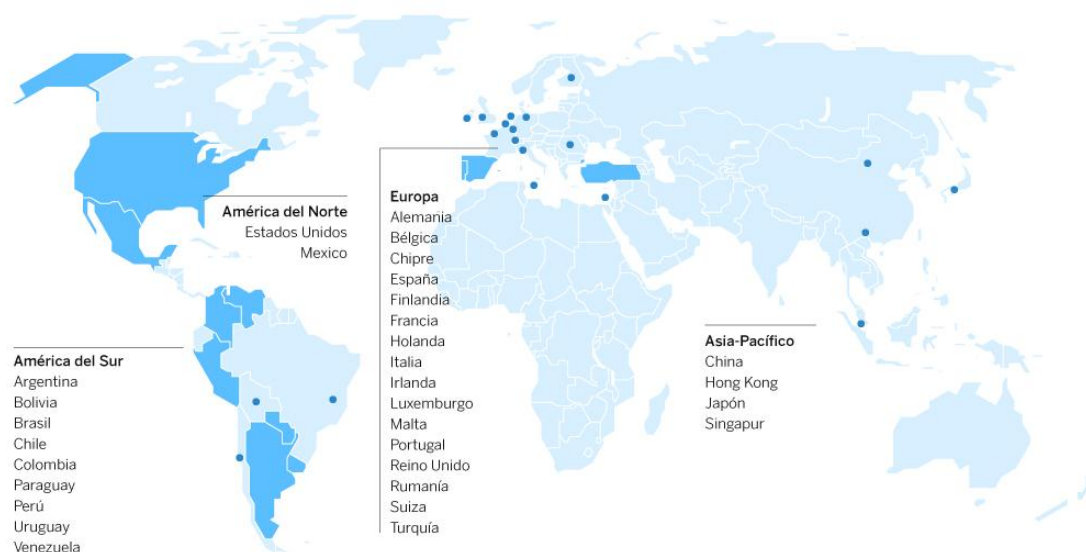 América del Norte
Estados Unidos
Mexico
América del Sur
Argentina
Bolivia
Brasil
Chile
Colombia
Paraguay
Perú
Uruguay
Venezuela
Europa
Alemania
Bélgica
Chipre
España
Finlandia
Francia
Holanda
Italia
Irlanda
Luxemburgo
Malta
Portugal
Reino Unido
Rumanía
Suiza
Turquía
Asia-Pacífico
China
Hong Kong
Japón
Singapur